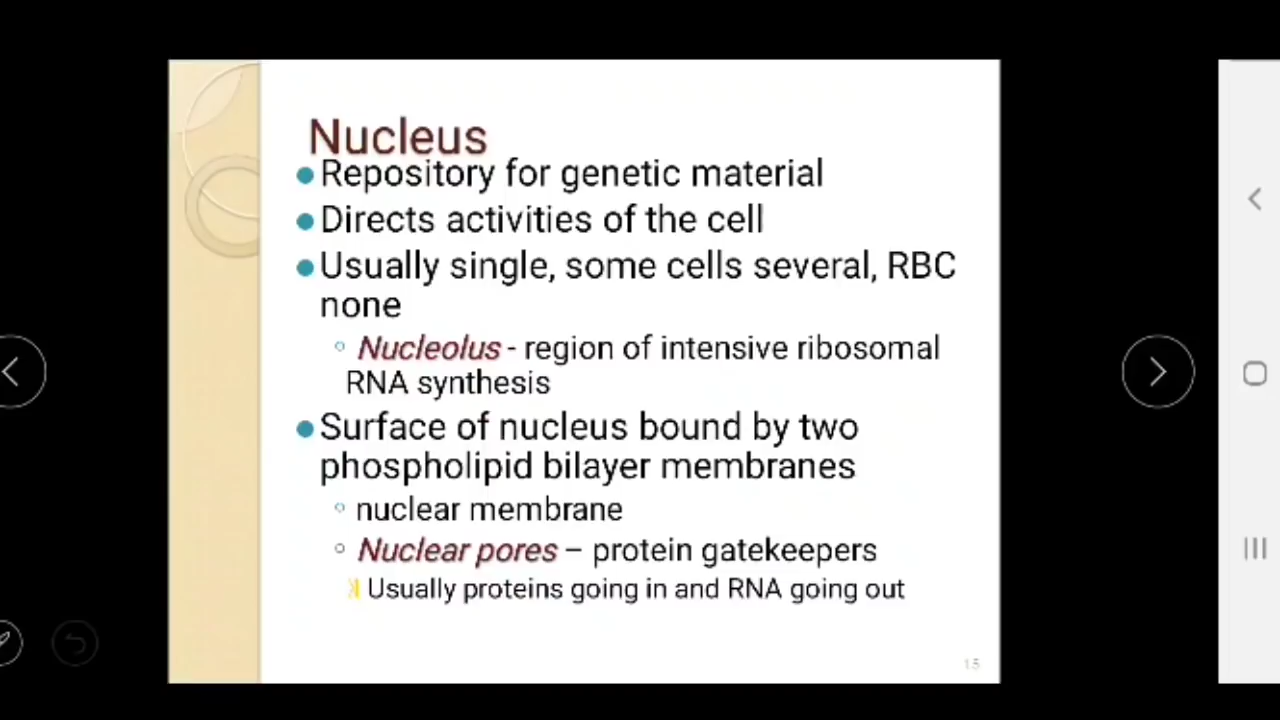 Nucleus
Repository for genetic material
Directs activities of the cell
Usually single, some cells several, RBC
none
Nucleolus - region of intensive ribosomal
RNA synthesis
Surface of nucleus bound by two
phospholipid bilayer membranes
nuclear membrane
Nuclear pores – protein gatekeepers
Usually proteins going in and RNA going out
15